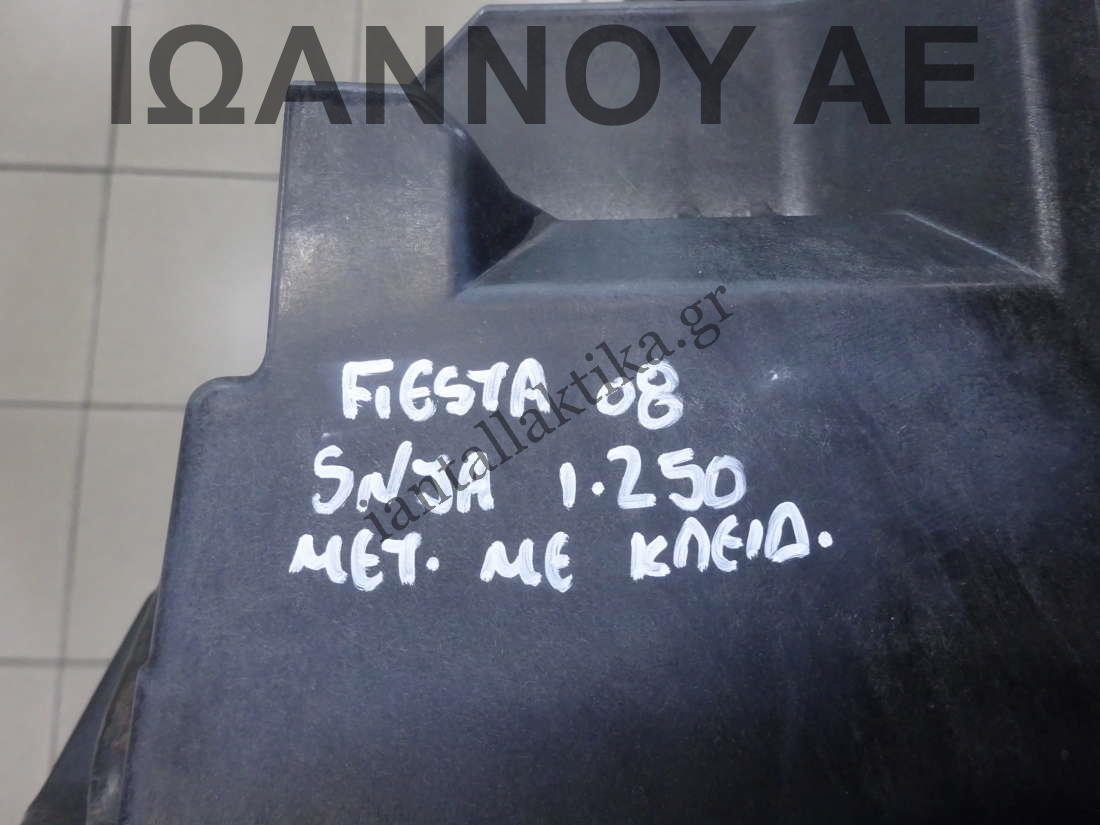 ΙΩΑΝΝΟΥ ΑΕ
iantallaktika.gr
FIESTA 08
SNJA 1.250
ΜΕΤ. ΜΕ ΚΛΕΙΔ.